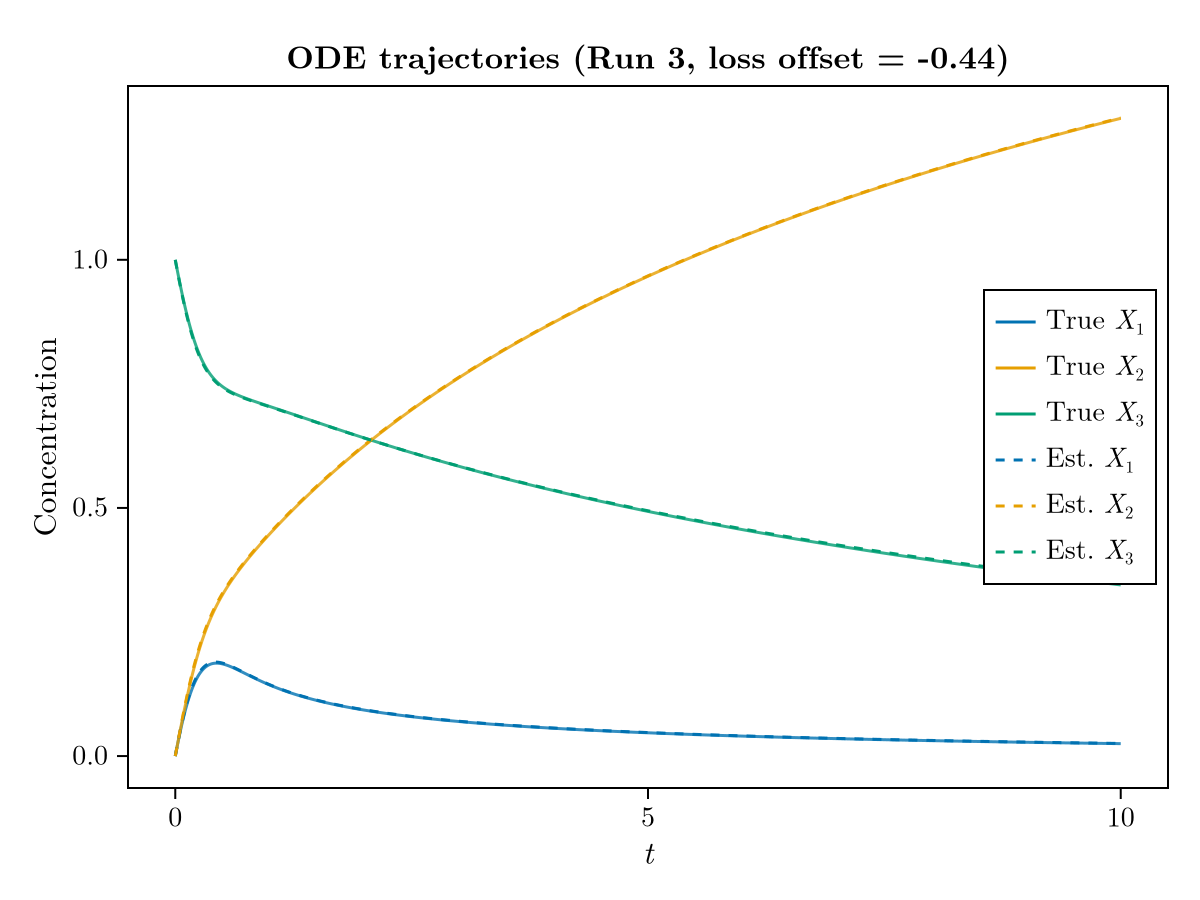 ODE trajectories (Run 3, loss offset = -0.44)
Concentration
1.0
0.5
0.0
0
5
10
t
True X₁
True X₂
True X₃
Est. X₁
Est. X₂
Est. X₃